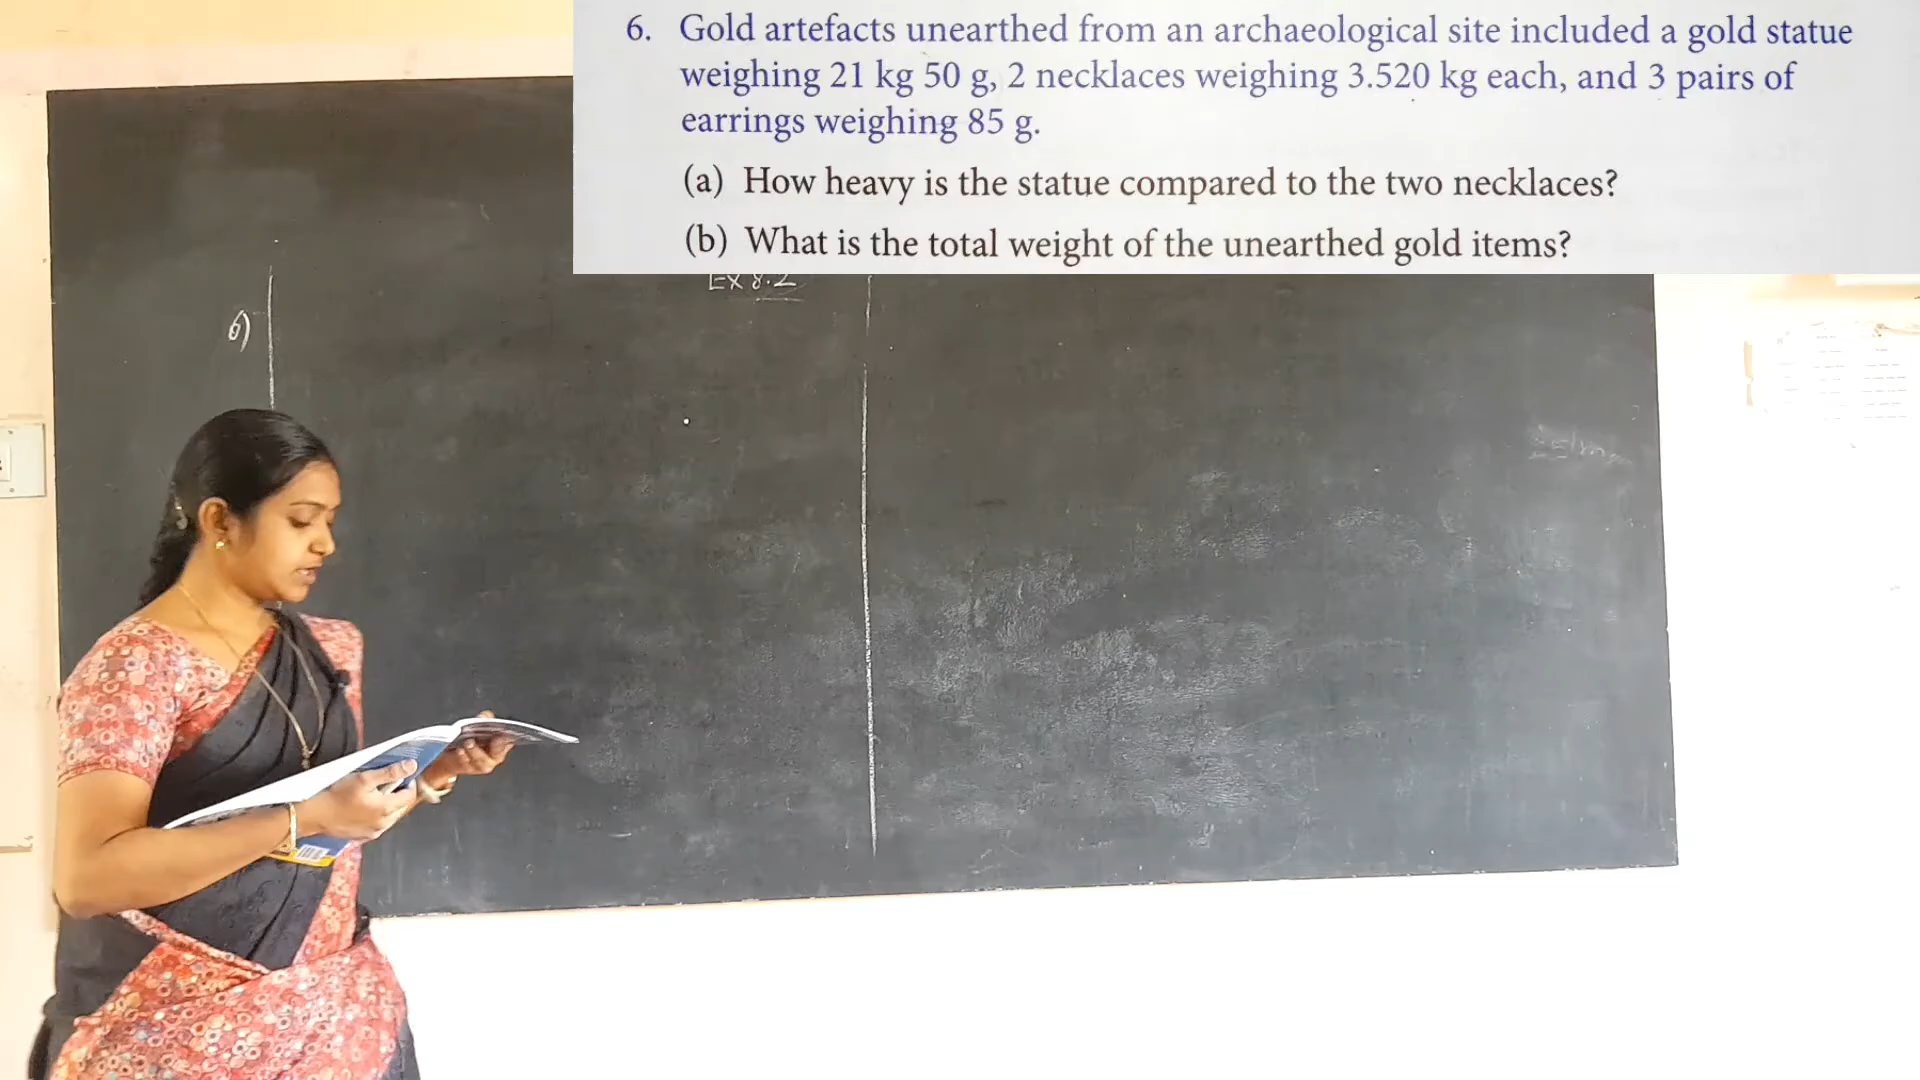 6. Gold artefacts unearthed from an archaeological site included a gold statue
weighing 21 kg 50 g, 2 necklaces weighing 3.520 kg each, and 3 pairs of
earrings weighing 85 g.
(a) How heavy is the statue compared to the two necklaces?
(b) What is the total weight of the unearthed gold items?
Ex 8.2
6)